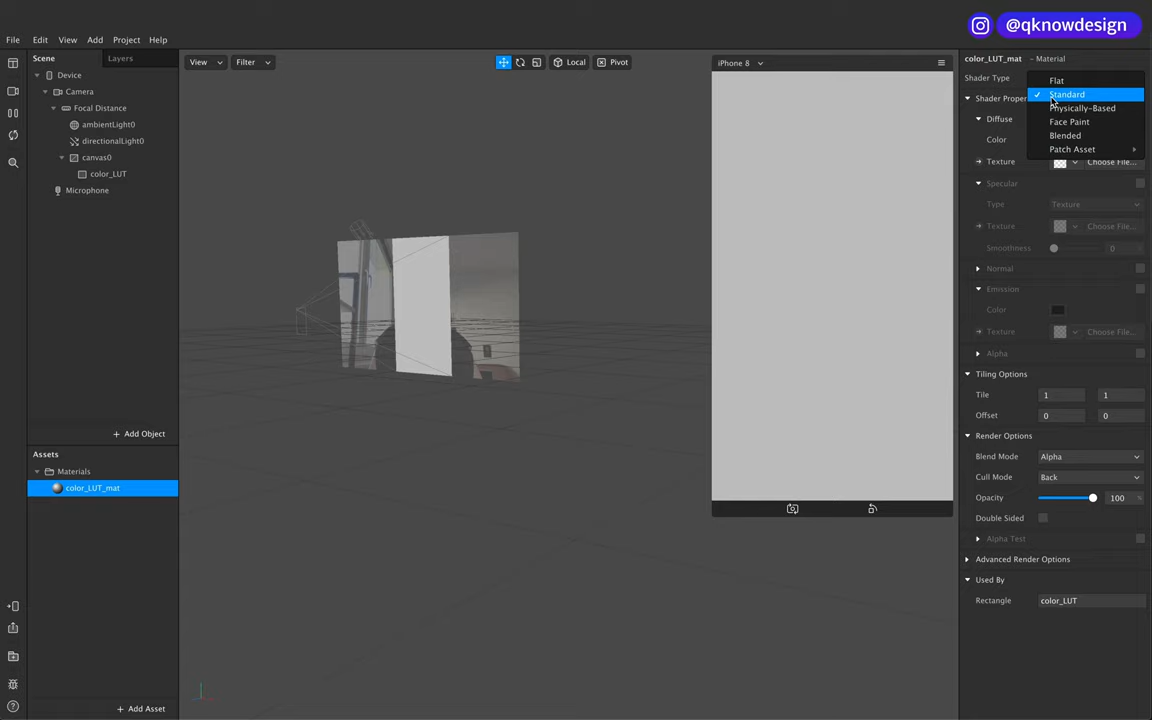 @qknowdesign
File Edit View Add Project Help
Scene Layers
Device
Camera
Focal Distance
ambientLight0
directionalLight0
canvas0
color_LUT
Microphone
+ Add Object
Assets
Materials
color_LUT_mat
+ Add Asset
View Filter Local Pivot
iPhone 8
color_LUT_mat - Material
Shader Type
Flat
Standard
Physically-Based
Face Paint
Blended
Patch Asset
Shader Proper
Diffuse
Color
Texture Choose File...
Specular
Type Texture
Texture Choose File...
Smoothness 0
Normal
Emission
Color
Texture Choose File...
Alpha
Tiling Options
Tile 1 1
Offset 0 0
Render Options
Blend Mode Alpha
Cull Mode Back
Opacity 100 %
Double Sided
Alpha Test
Advanced Render Options
Used By
Rectangle color_LUT